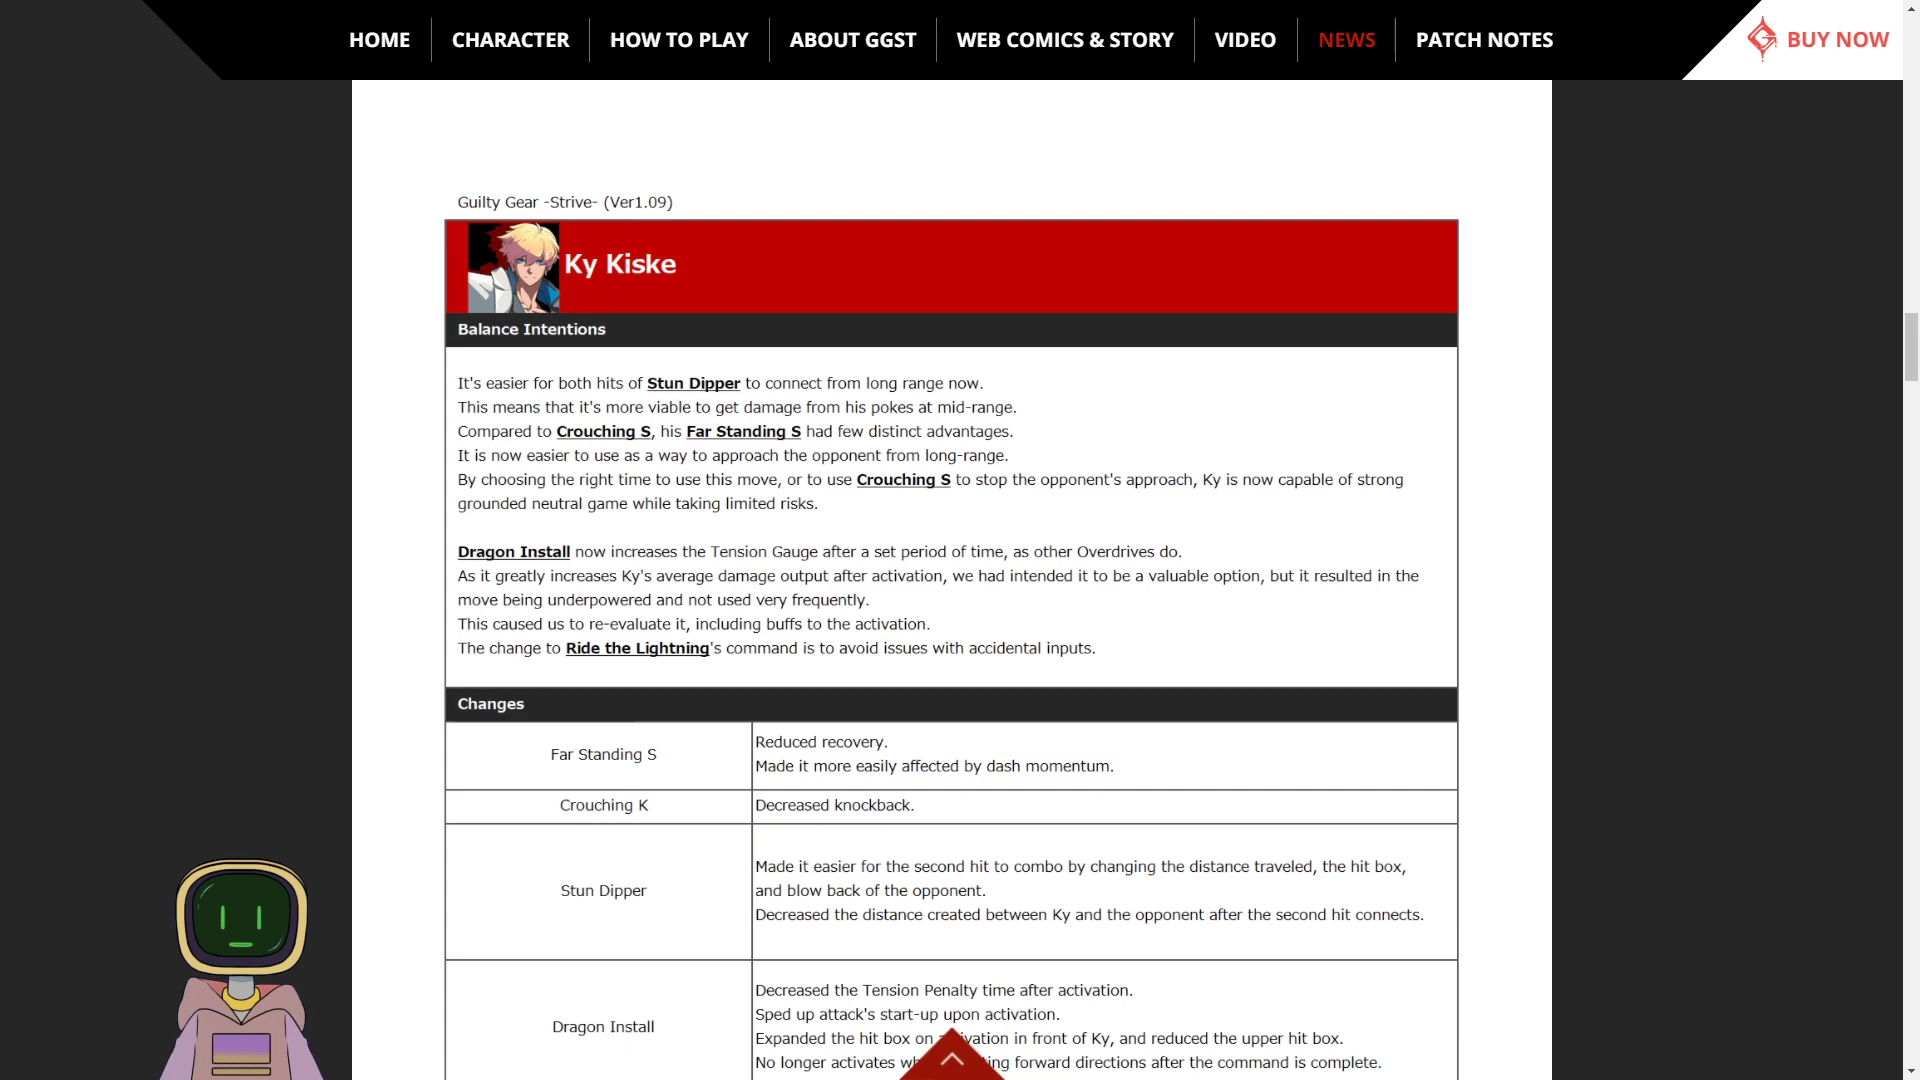 HOME
CHARACTER
HOW TO PLAY
ABOUT GGST
WEB COMICS & STORY
VIDEO
NEWS
PATCH NOTES
BUY NOW
Guilty Gear -Strive- (Ver1.09)
Ky Kiske
Balance Intentions
It's easier for both hits of Stun Dipper to connect from long range now.
This means that it's more viable to get damage from his pokes at mid-range.
Compared to Crouching S, his Far Standing S had few distinct advantages.
It is now easier to use as a way to approach the opponent from long-range.
By choosing the right time to use this move, or to use Crouching S to stop the opponent's approach, Ky is now capable of strong
grounded neutral game while taking limited risks.
Dragon Install now increases the Tension Gauge after a set period of time, as other Overdrives do.
As it greatly increases Ky's average damage output after activation, we had intended it to be a valuable option, but it resulted in the
move being underpowered and not used very frequently.
This caused us to re-evaluate it, including buffs to the activation.
The change to Ride the Lightning's command is to avoid issues with accidental inputs.
Changes
Far Standing S
Reduced recovery.
Made it more easily affected by dash momentum.
Crouching K
Decreased knockback.
Stun Dipper
Made it easier for the second hit to combo by changing the distance traveled, the hit box,
and blow back of the opponent.
Decreased the distance created between Ky and the opponent after the second hit connects.
Dragon Install
Decreased the Tension Penalty time after activation.
Sped up attack's start-up upon activation.
Expanded the hit box on activation in front of Ky, and reduced the upper hit box.
No longer activates forward directions after the command is complete.